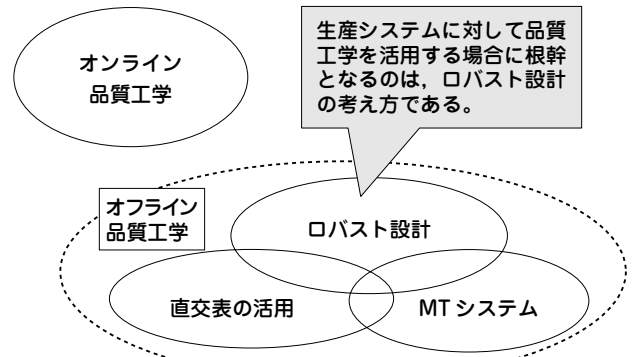 オンライン
品質工学
生産システムに対して品質
工学を活用する場合に根幹
となるのは，ロバスト設計
の考え方である。
オフライン
品質工学
ロバスト設計
直交表の活用
MTシステム